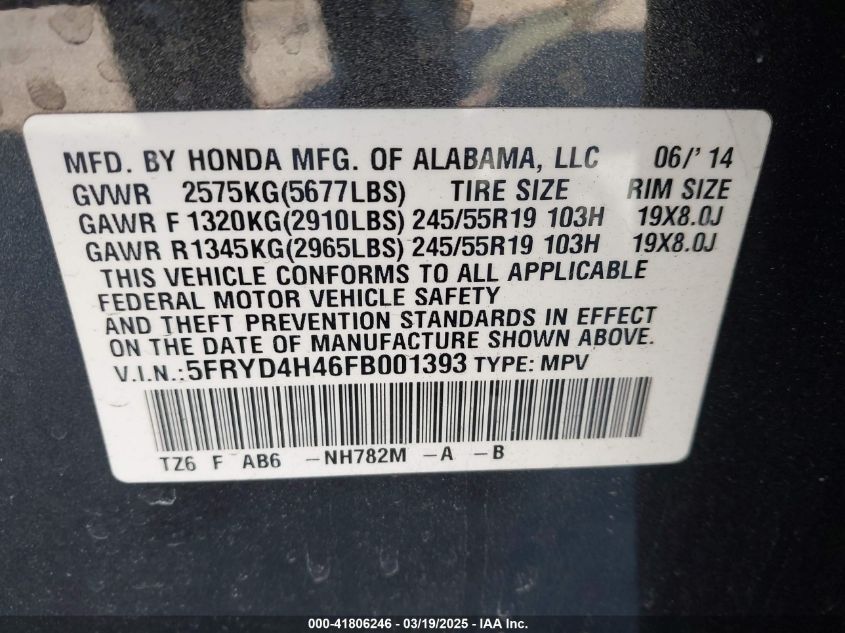 MFD. BY HONDA MFG. OF ALABAMA, LLC 06/'14
GVWR 2575KG(5677LBS) TIRE SIZE RIM SIZE
GAWR F 1320KG(2910LBS) 245/55R19 103H 19X8.0J
GAWR R 1345KG(2965LBS) 245/55R19 103H 19X8.0J
THIS VEHICLE CONFORMS TO ALL APPLICABLE
FEDERAL MOTOR VEHICLE SAFETY
AND THEFT PREVENTION STANDARDS IN EFFECT
ON THE DATE OF MANUFACTURE SHOWN ABOVE.
V.I.N.:5FRYD4H46FB001393 TYPE: MPV
TZ6 F AB6 –NH782M –A –B
000-41806246 - 03/19/2025 - IAA Inc.